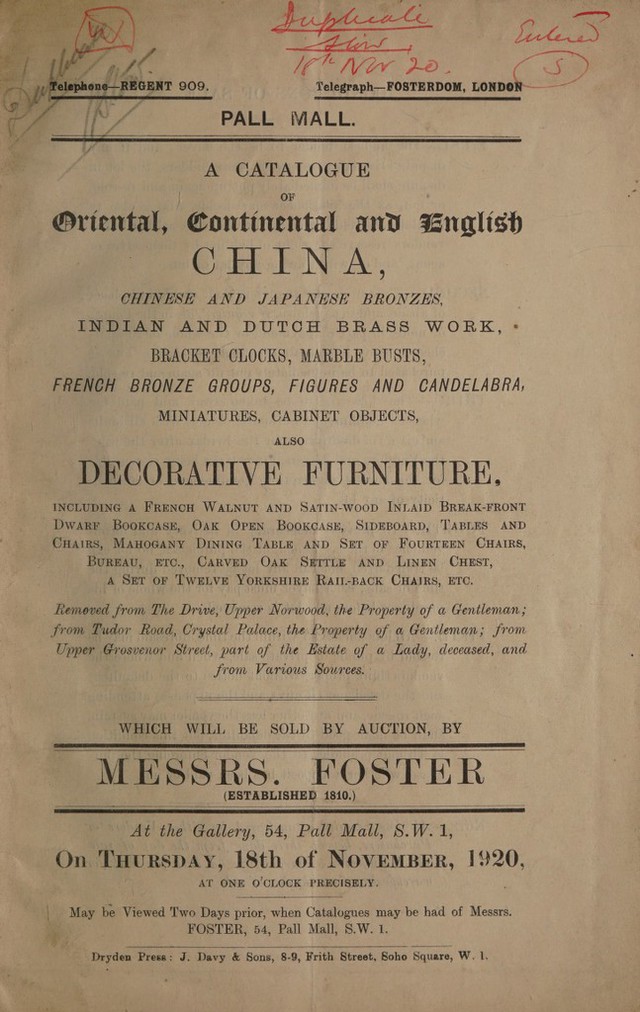 Duplicate
18th Nov 20.
Entered
S
Telephone—REGENT 909. Telegraph—FOSTERDOM, LONDON
PALL MALL.
A CATALOGUE
OF
Oriental, Continental and English
CHINA,
CHINESE AND JAPANESE BRONZES,
INDIAN AND DUTCH BRASS WORK,
BRACKET CLOCKS, MARBLE BUSTS,
FRENCH BRONZE GROUPS, FIGURES AND CANDELABRA,
MINIATURES, CABINET OBJECTS,
ALSO
DECORATIVE FURNITURE,
INCLUDING A FRENCH WALNUT AND SATIN-WOOD INLAID BREAK-FRONT
DWARF BOOKCASE, OAK OPEN BOOKCASE, SIDEBOARD, TABLES AND
CHAIRS, MAHOGANY DINING TABLE AND SET OF FOURTEEN CHAIRS,
BUREAU, ETC., CARVED OAK SETTLE AND LINEN CHEST,
A SET OF TWELVE YORKSHIRE RAIL-BACK CHAIRS, ETC.
Removed from The Drive, Upper Norwood, the Property of a Gentleman;
from Tudor Road, Crystal Palace, the Property of a Gentleman; from
Upper Grosvenor Street, part of the Estate of a Lady, deceased, and
from Various Sources.
WHICH WILL BE SOLD BY AUCTION, BY
MESSRS. FOSTER
(ESTABLISHED 1810.)
At the Gallery, 54, Pall Mall, S.W. 1,
On THURSDAY, 18th of NOVEMBER, 1920,
AT ONE O'CLOCK PRECISELY.
May be Viewed Two Days prior, when Catalogues may be had of Messrs.
FOSTER, 54, Pall Mall, S.W. 1.
Dryden Press: J. Davy & Sons, 8-9, Frith Street, Soho Square, W. 1.